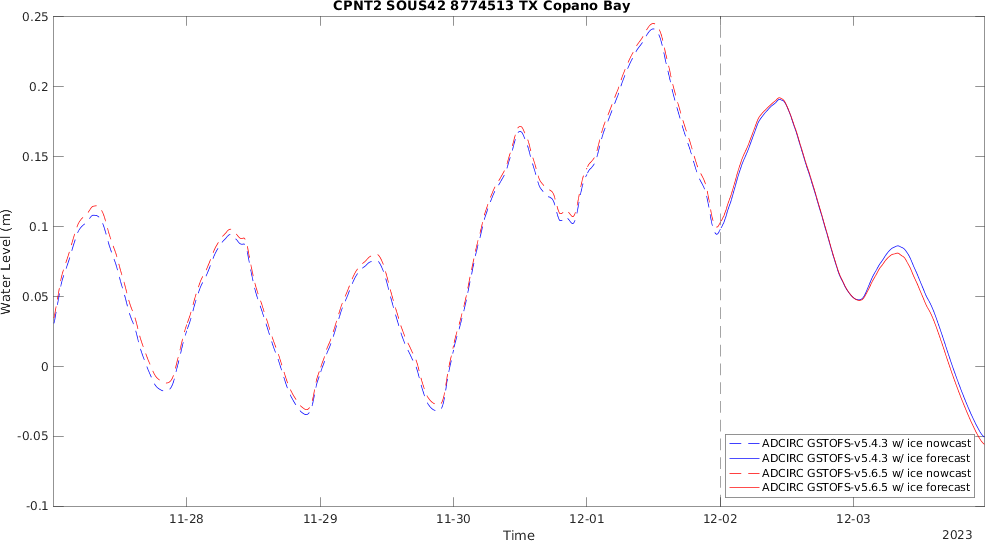 CPNT2 SOUS42 8774513 TX Copano Bay
0.25
0.2
0.15
0.1
0.05
0
-0.05
-0.1
Water Level (m)
ADCIRC GSTOFS-v5.4.3 w/ ice nowcast
ADCIRC GSTOFS-v5.4.3 w/ ice forecast
ADCIRC GSTOFS-v5.6.5 w/ ice nowcast
ADCIRC GSTOFS-v5.6.5 w/ ice forecast
11-28 11-29 11-30 12-01 12-02 12-03
Time
2023